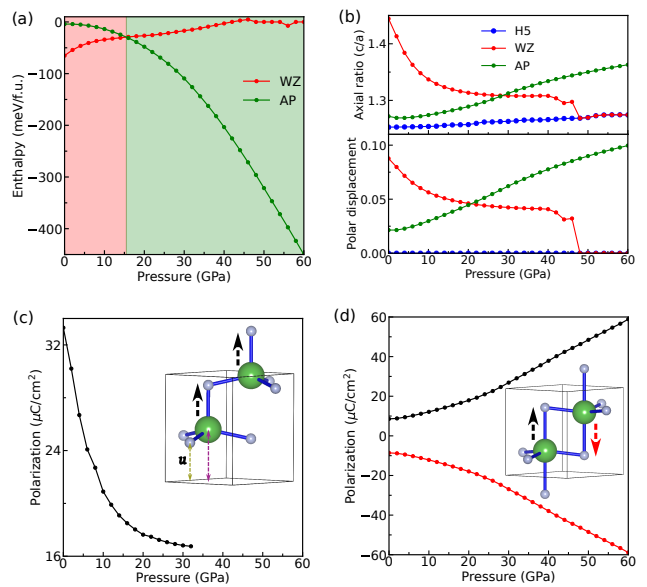 (a)
0
−100
−200
−300
−400
Enthalpy (meV/f.u.)
WZ
AP
0 10 20 30 40 50 60
Pressure (GPa)
(b)
1.4
1.3
Axial ratio (c/a)
H5
WZ
AP
0.10
0.05
0.00
Polar displacement
0 10 20 30 40 50 60
Pressure (GPa)
(c)
32
24
16
Polarization (μC/cm²)
u
0 10 20 30 40 50 60
Pressure (GPa)
(d)
60
40
20
0
−20
−40
−60
Polarization (μC/cm²)
0 10 20 30 40 50 60
Pressure (GPa)